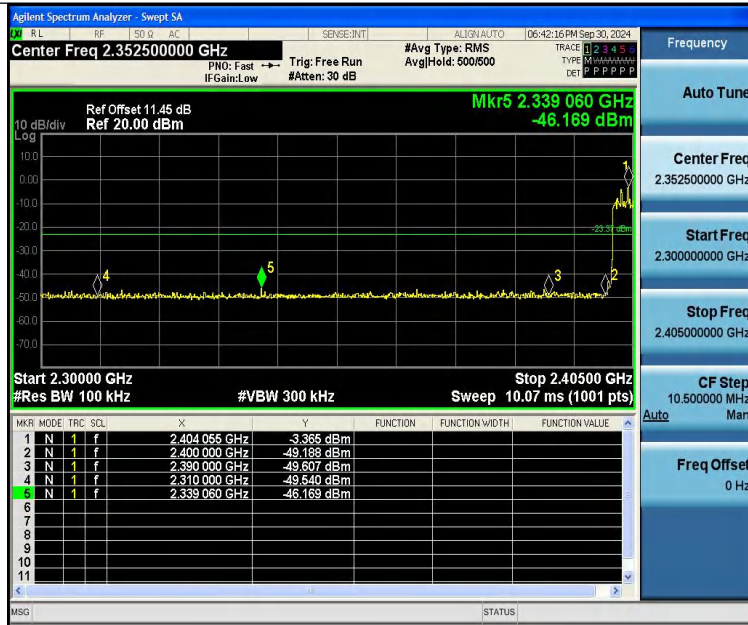 Agilent Spectrum Analyzer - Swept SA
LXI RL RF 50 Ω AC SENSE:INT ALIGN AUTO 06:42:16 PM Sep 30, 2024
Center Freq 2.352500000 GHz
#Avg Type: RMS
TRACE 1 2 3 4 5 6
PNO: Fast Trig: Free Run Avg|Hold: 500/500
TYPE M
IFGain:Low #Atten: 30 dB
DET P P P P P P
Ref Offset 11.45 dB
Mkr5 2.339 060 GHz
10 dB/div Ref 20.00 dBm
-46.169 dBm
Log
10.0
0.00
-10.0
-20.0
-30.0
-40.0
-50.0
-60.0
-70.0
1
-23.37 dBm
4
5
3
2
Start 2.30000 GHz
Stop 2.40500 GHz
#Res BW 100 kHz #VBW 300 kHz Sweep 10.07 ms (1001 pts)
MKR MODE TRC SCL X Y FUNCTION FUNCTION WIDTH FUNCTION VALUE
1 N 1 f 2.404 055 GHz -3.365 dBm
2 N 1 f 2.400 000 GHz -49.188 dBm
3 N 1 f 2.390 000 GHz -49.607 dBm
4 N 1 f 2.310 000 GHz -49.540 dBm
5 N 1 f 2.339 060 GHz -46.169 dBm
6
7
8
9
10
11
MSG STATUS
Frequency
Auto Tune
Center Freq
2.352500000 GHz
Start Freq
2.300000000 GHz
Stop Freq
2.405000000 GHz
CF Step
10.500000 MHz
Auto Man
Freq Offset
0 Hz